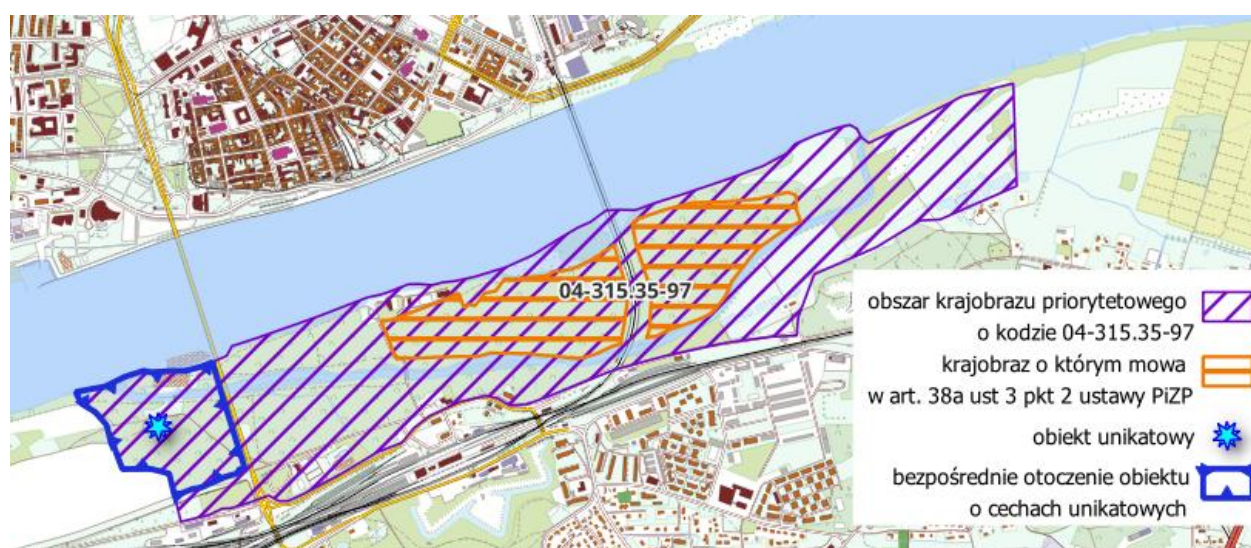 04-315.35-97
obszar krajobrazu priorytetowego
o kodzie 04-315.35-97
krajobraz o którym mowa
w art. 38a ust 3 pkt 2 ustawy PiZP
obiekt unikatowy
bezpośrednie otoczenie obiektu
o cechach unikatowych